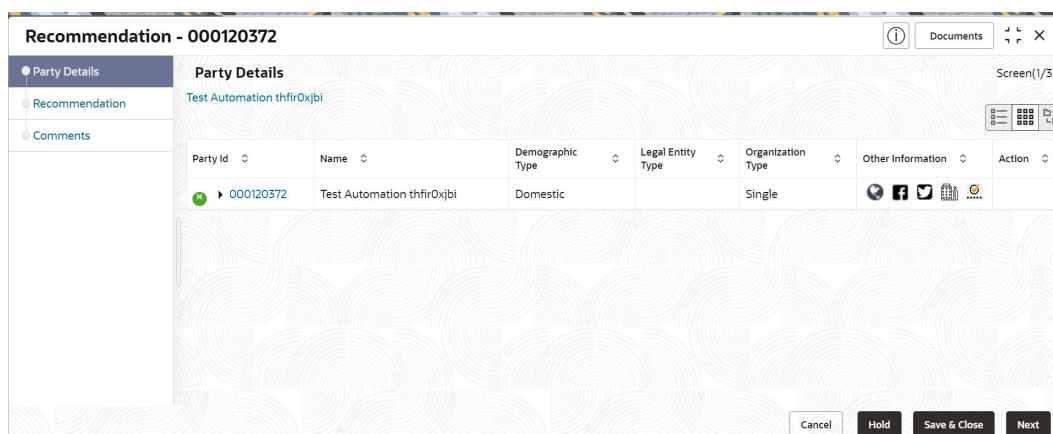 Recommendation - 000120372
Documents
Party Details
Recommendation
Comments
Party Details
Screen(1/3
Test Automation thfir0xjbi
Party Id
Name
Demographic Type
Legal Entity Type
Organization Type
Other Information
Action
N
000120372
Test Automation thfir0xjbi
Domestic
Single
Cancel
Hold
Save & Close
Next